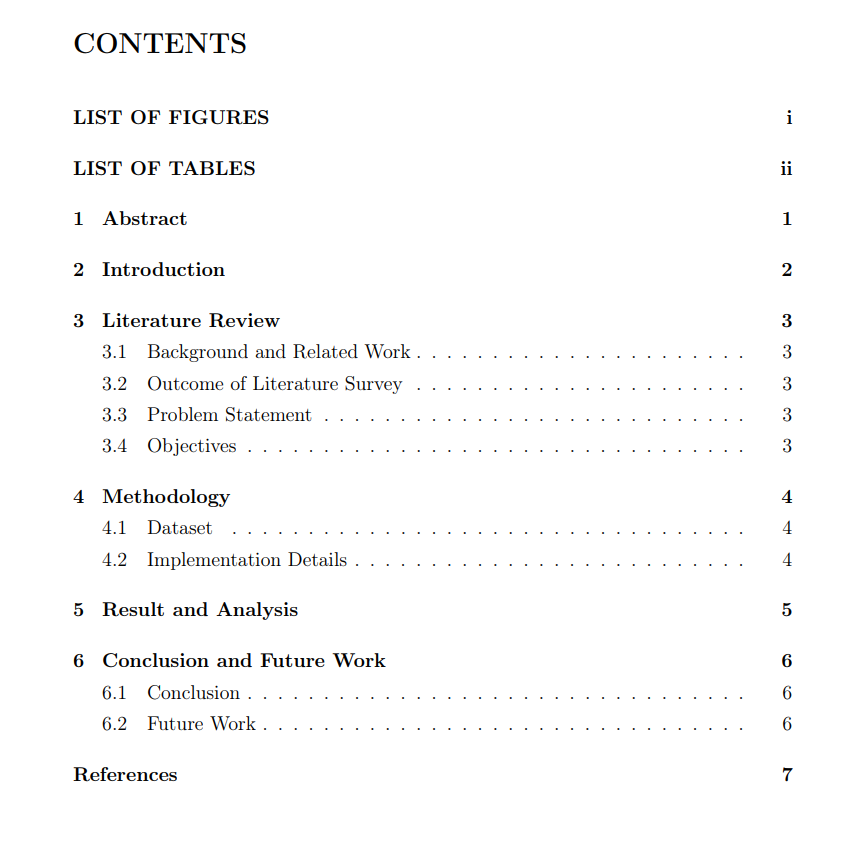 CONTENTS
LIST OF FIGURES i
LIST OF TABLES ii
1 Abstract 1
2 Introduction 2
3 Literature Review 3
3.1 Background and Related Work . . . . . . . . . . . . . . . . . . . . . . 3
3.2 Outcome of Literature Survey . . . . . . . . . . . . . . . . . . . . . . 3
3.3 Problem Statement . . . . . . . . . . . . . . . . . . . . . . . . . . . . 3
3.4 Objectives . . . . . . . . . . . . . . . . . . . . . . . . . . . . . . . . . 3
4 Methodology 4
4.1 Dataset . . . . . . . . . . . . . . . . . . . . . . . . . . . . . . . . . . 4
4.2 Implementation Details . . . . . . . . . . . . . . . . . . . . . . . . . . 4
5 Result and Analysis 5
6 Conclusion and Future Work 6
6.1 Conclusion . . . . . . . . . . . . . . . . . . . . . . . . . . . . . . . . . 6
6.2 Future Work . . . . . . . . . . . . . . . . . . . . . . . . . . . . . . . . 6
References 7